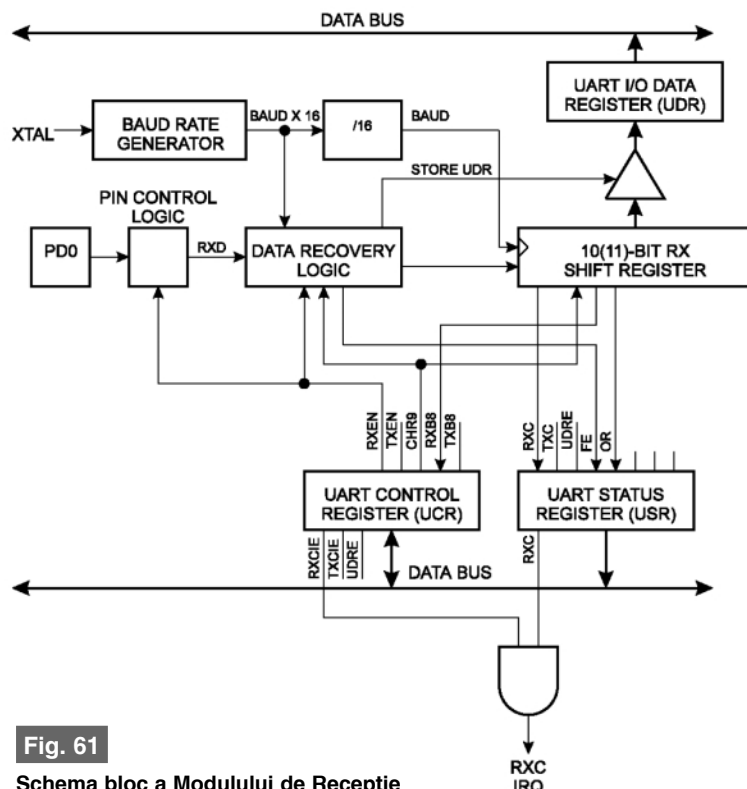 DATA BUS
UART I/O DATA
REGISTER (UDR)
XTAL
BAUD RATE
GENERATOR
BAUD X 16
/16
BAUD
STORE UDR
PIN CONTROL
LOGIC
PD0
RXD
DATA RECOVERY
LOGIC
10(11)-BIT RX
SHIFT REGISTER
RXEN
TXEN
CHR9
RXB8
TXB8
RXC
TXC
UDRE
FE
OR
UART CONTROL
REGISTER (UCR)
UART STATUS
REGISTER (USR)
RXCIE
TXCIE
UDRE
RXC
DATA BUS
RXC
IRQ
Fig. 61
Schema bloc a Modulului de Receptie